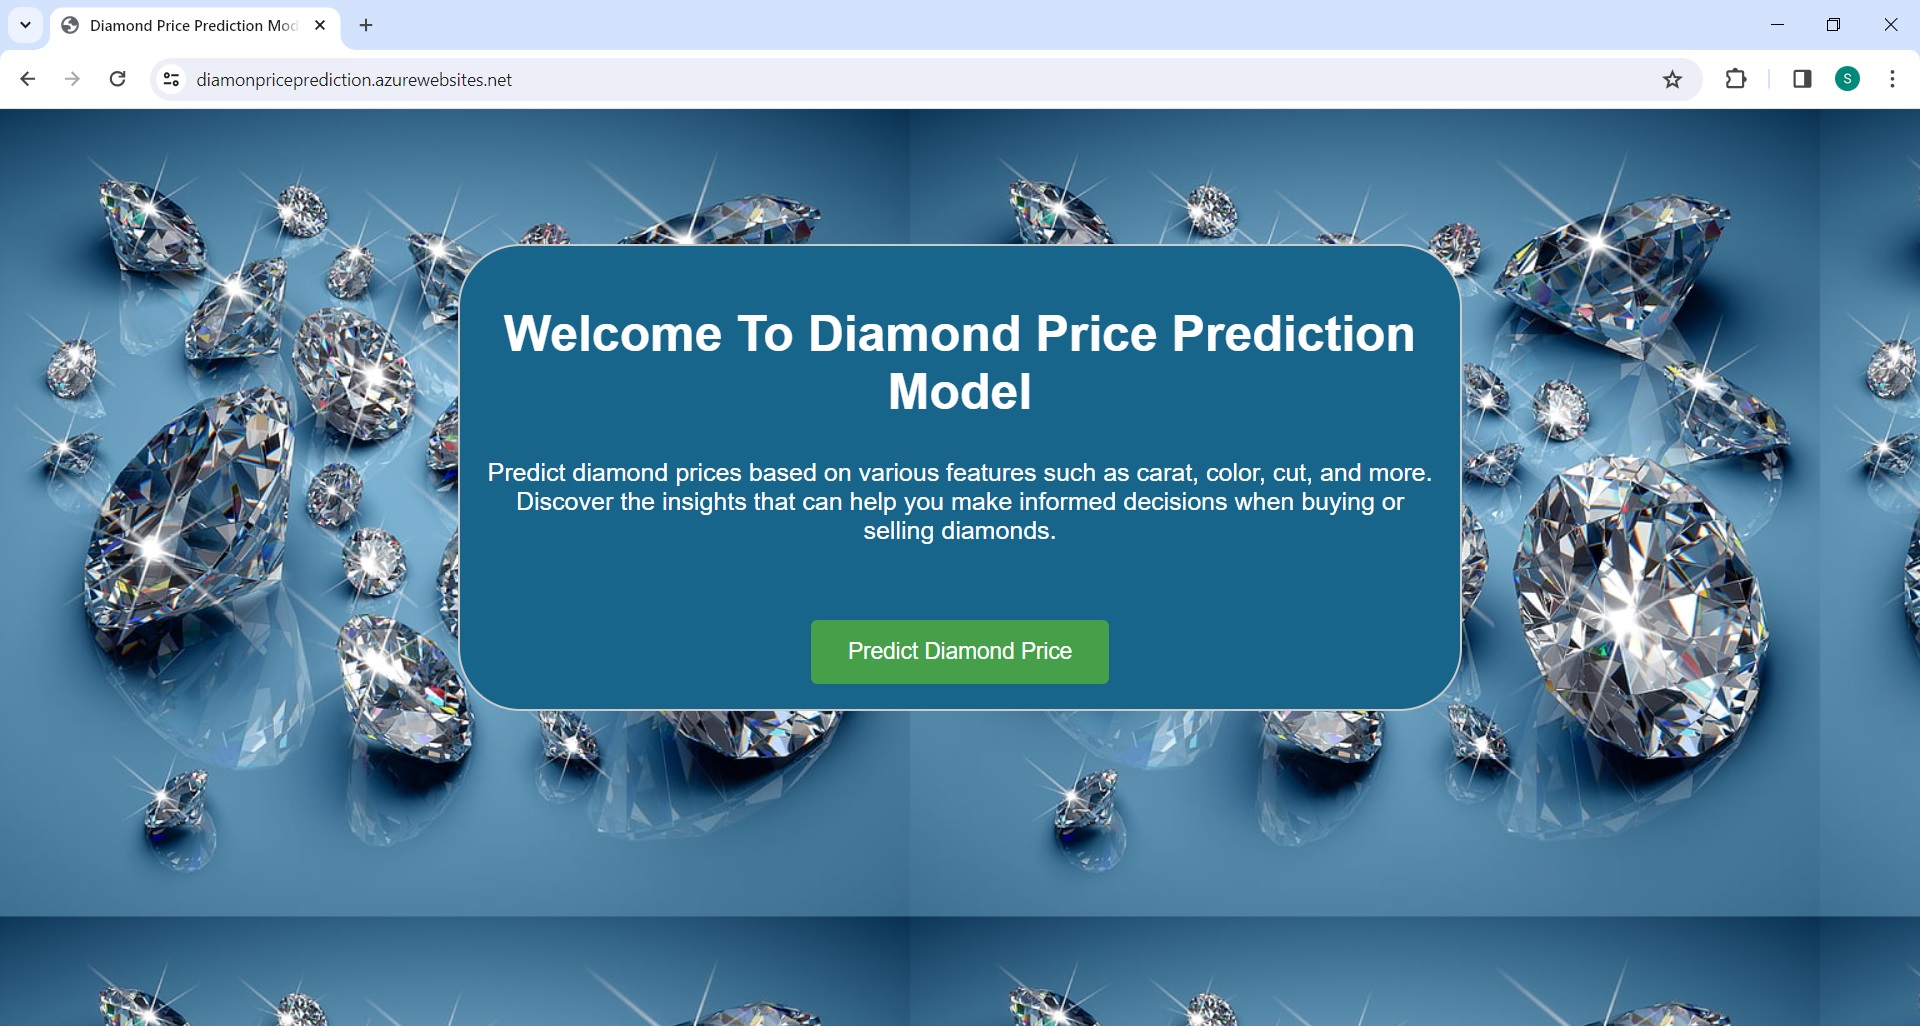 Diamond Price Prediction Mod
diamonpriceprediction.azurewebsites.net
S
Welcome To Diamond Price Prediction
Model
Predict diamond prices based on various features such as carat, color, cut, and more.
Discover the insights that can help you make informed decisions when buying or
selling diamonds.
Predict Diamond Price